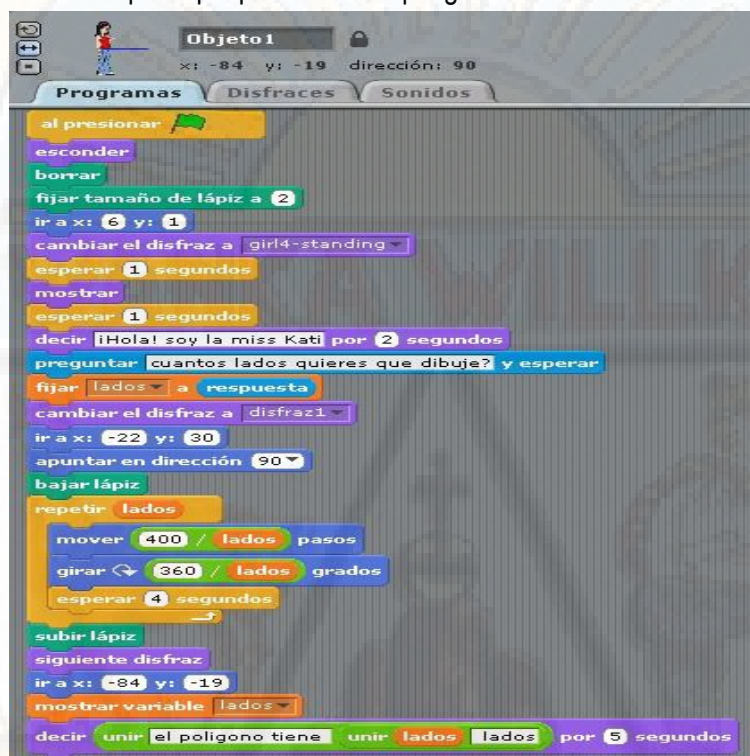 Objeto1
x: -84 y: -19 dirección: 90
Programas Disfraces Sonidos
al presionar
esconder
borrar
fijar tamaño de lápiz a 2
ir a x: 6 y: 1
cambiar el disfraz a girl4-standing
esperar 1 segundos
mostrar
esperar 1 segundos
decir ¡Hola! soy la miss Kati por 2 segundos
preguntar cuantos lados quieres que dibuje? y esperar
fijar lados a respuesta
cambiar el disfraz a disfraz1
ir a x: -22 y: 30
apuntar en dirección 90
bajar lápiz
repetir lados
mover 400 / lados pasos
girar 360 / lados grados
esperar 4 segundos
subir lápiz
siguiente disfraz
ir a x: -84 y: -19
mostrar variable lados
decir unir el poligono tiene unir lados lados por 5 segundos